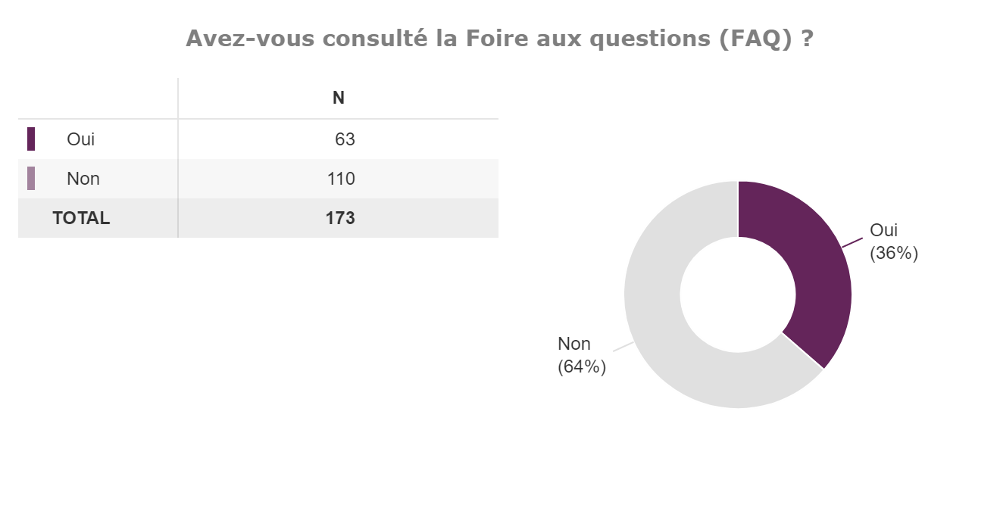 Avez-vous consulté la Foire aux questions (FAQ) ?
N
Oui 63
Non 110
TOTAL 173
Oui
(36%)
Non
(64%)